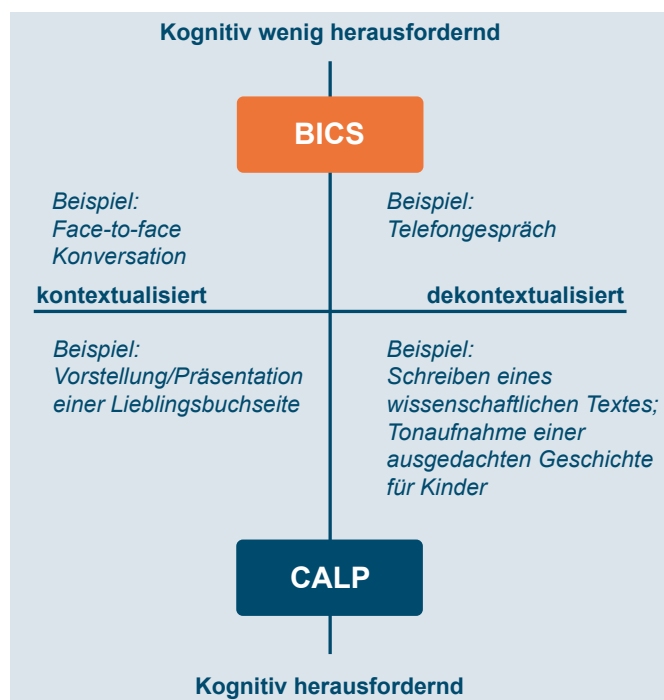 Kognitiv wenig herausfordernd
BICS
Beispiel:
Face-to-face
Konversation
Beispiel:
Telefongespräch
kontextualisiert
dekontextualisiert
Beispiel:
Vorstellung/Präsentation
einer Lieblingsbuchseite
Beispiel:
Schreiben eines
wissenschaftlichen Textes;
Tonaufnahme einer
ausgedachten Geschichte
für Kinder
CALP
Kognitiv herausfordernd